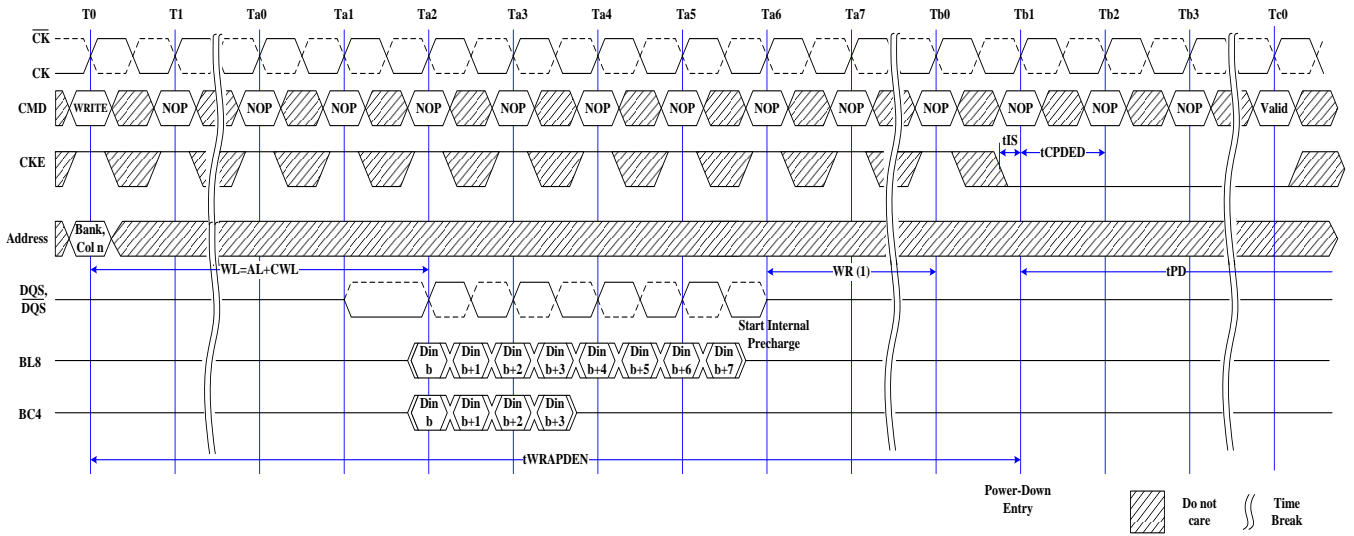 T0 T1 Ta0 Ta1 Ta2 Ta3 Ta4 Ta5 Ta6 Ta7 Tb0 Tb1 Tb2 Tb3 Tc0
CK
CK
CMD WRITE NOP NOP NOP NOP NOP NOP NOP NOP NOP NOP NOP NOP NOP Valid
tIS
tCPDED
CKE
Address
Bank,
Col n
WL=AL+CWL WR (1) tPD
DQS,
DQS
Start Internal
Precharge
BL8
Din Din Din Din Din Din Din Din
b b+1 b+2 b+3 b+4 b+5 b+6 b+7
BC4
Din Din Din Din
b b+1 b+2 b+3
tWRAPDEN
Power-Down
Entry
Do not
care
Time
Break